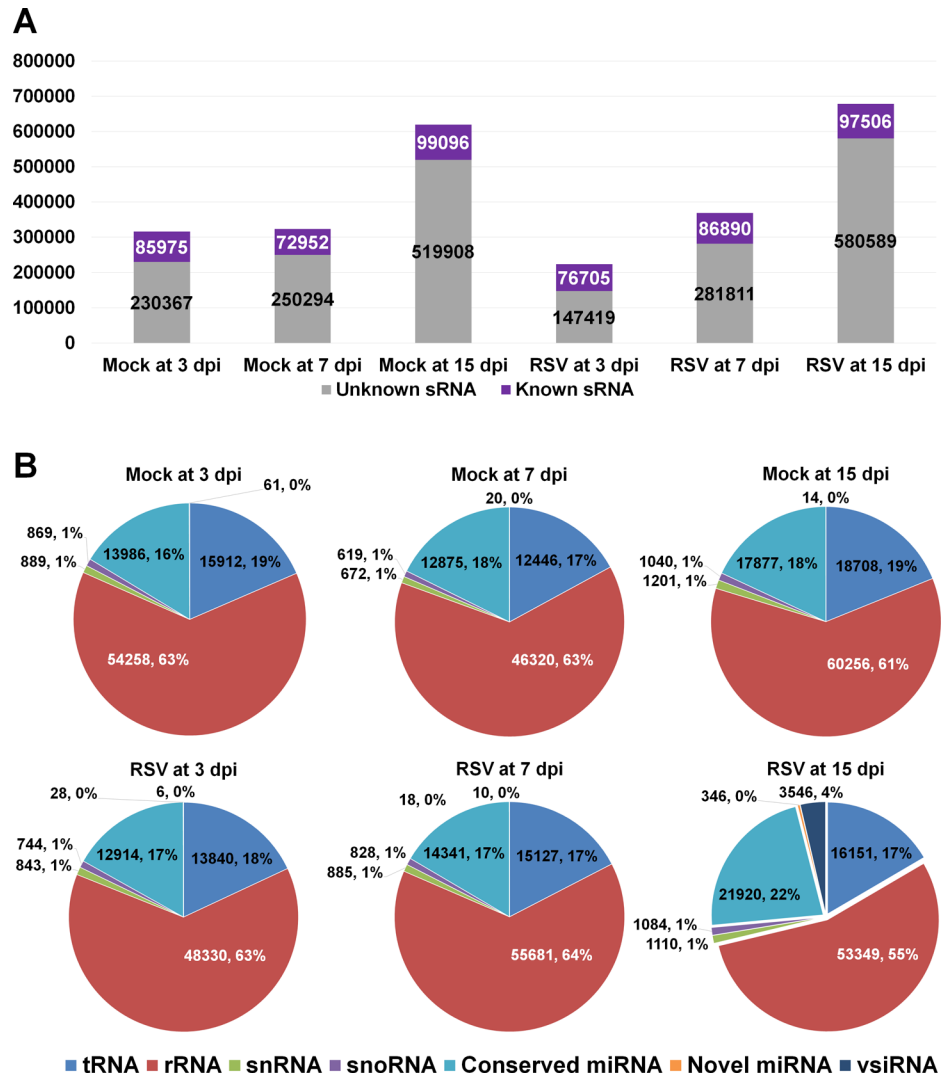 A
800000
700000
600000
500000
400000
300000
200000
100000
0
85975
230367
72952
250294
99096
519908
76705
147419
86890
281811
97506
580589
Mock at 3 dpi
Mock at 7 dpi
Mock at 15 dpi
RSV at 3 dpi
RSV at 7 dpi
RSV at 15 dpi
Unknown sRNA
Known sRNA
B
Mock at 3 dpi
61, 0%
869, 1%
889, 1%
13986, 16%
15912, 19%
54258, 63%
Mock at 7 dpi
20, 0%
619, 1%
672, 1%
12875, 18%
12446, 17%
46320, 63%
Mock at 15 dpi
14, 0%
1040, 1%
1201, 1%
17877, 18%
18708, 19%
60256, 61%
RSV at 3 dpi
28, 0%
6, 0%
744, 1%
843, 1%
12914, 17%
13840, 18%
48330, 63%
RSV at 7 dpi
18, 0%
10, 0%
828, 1%
885, 1%
14341, 17%
15127, 17%
55681, 64%
RSV at 15 dpi
346, 0%
3546, 4%
16151, 17%
21920, 22%
1084, 1%
1110, 1%
53349, 55%
tRNA
rRNA
snRNA
snoRNA
Conserved miRNA
Novel miRNA
vsiRNA